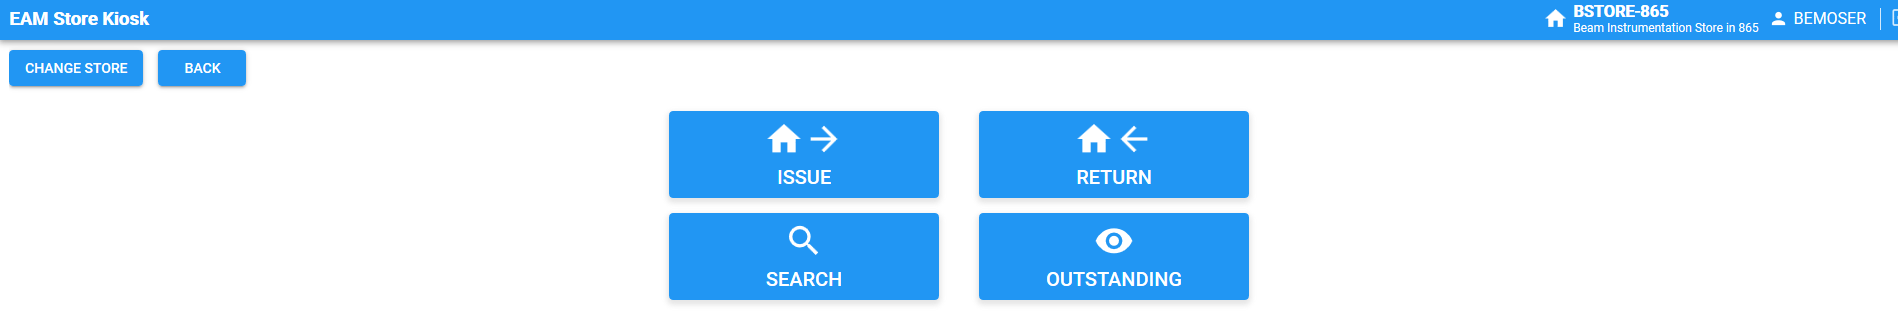 EAM Store Kiosk
BSTORE-865
Beam Instrumentation Store in 865
BEMOSER
CHANGE STORE
BACK
ISSUE
RETURN
SEARCH
OUTSTANDING